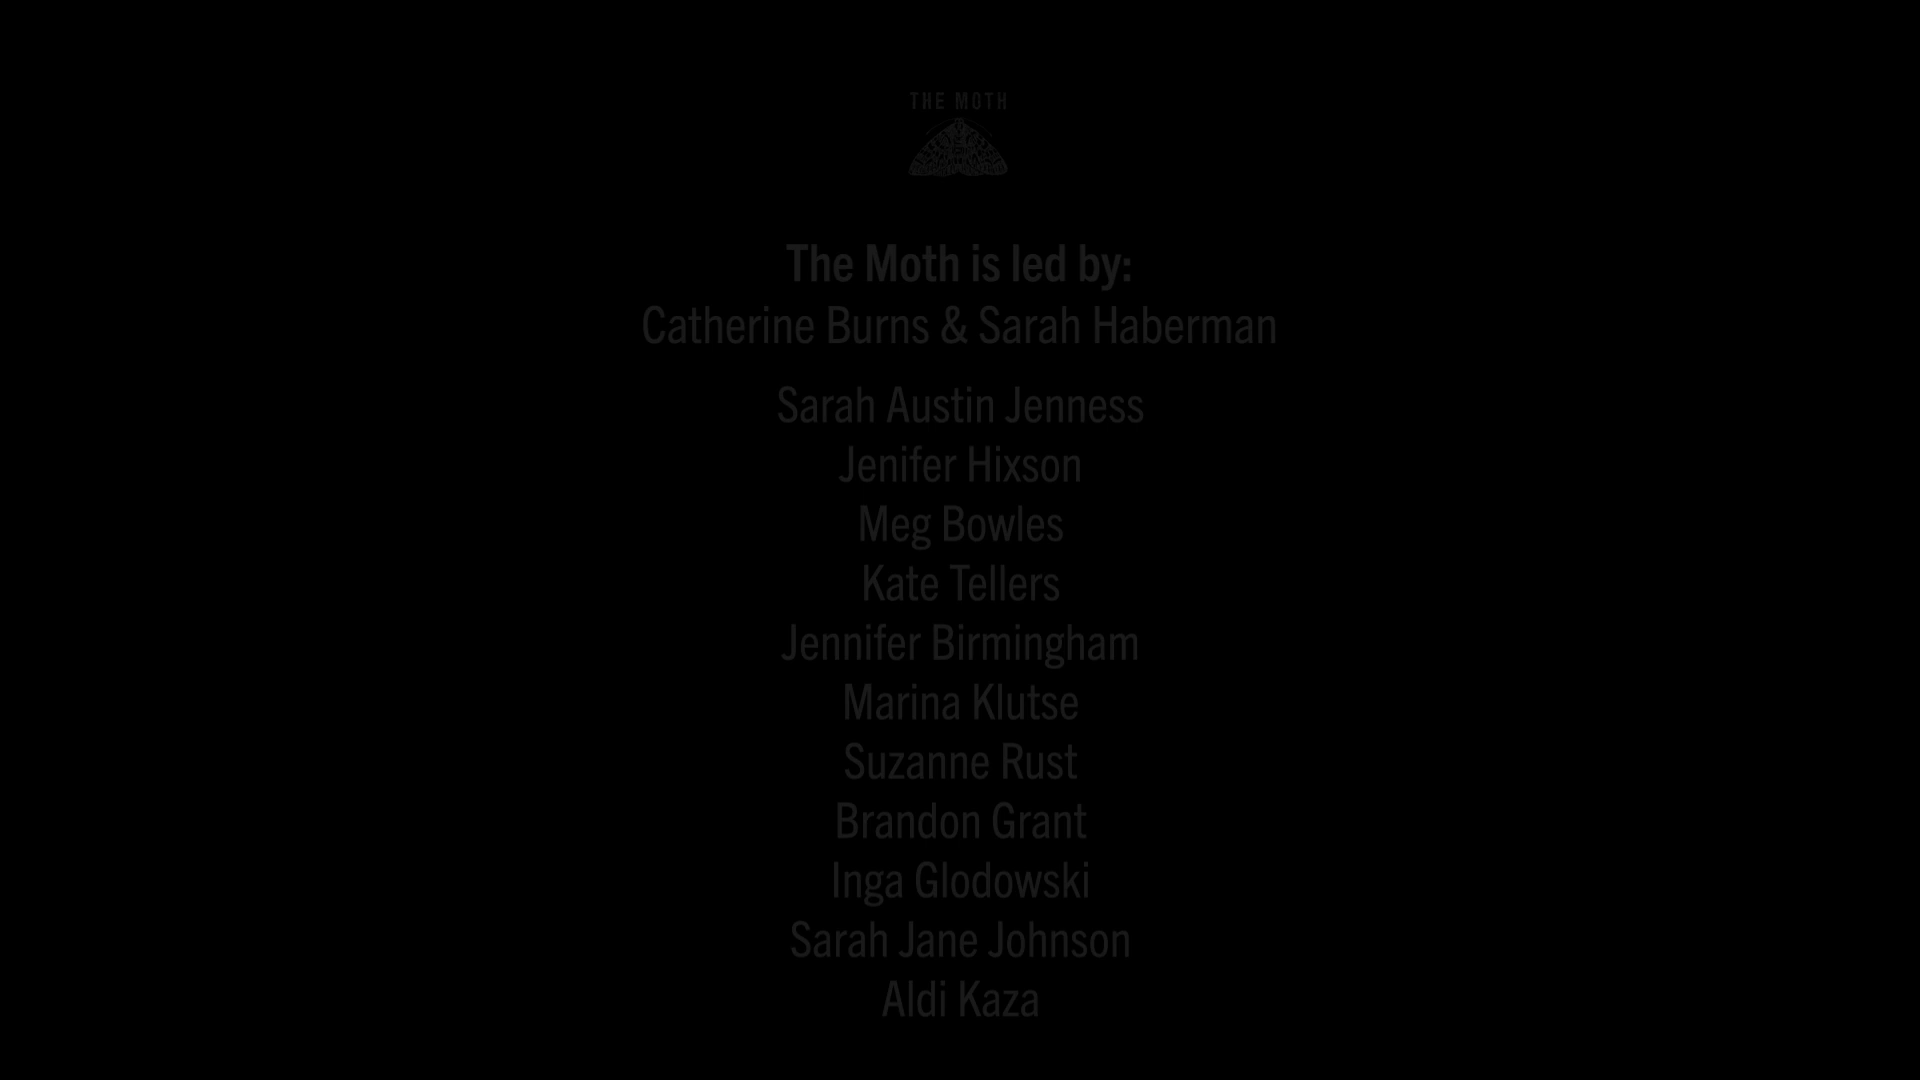 THE MOTH
The Moth is led by:
Catherine Burns & Sarah Haberman
Sarah Austin Jenness
Jenifer Hixson
Meg Bowles
Kate Tellers
Jennifer Birmingham
Marina Klutse
Suzanne Rust
Brandon Grant
Inga Glodowski
Sarah Jane Johnson
Aldi Kaza